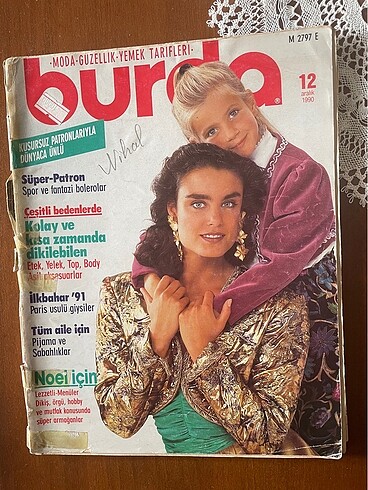 M 2797 E
·MODA·GÜZELLİK·YEMEK TARİFLERİ·
burda
®
12
aralık
1990
KUSURSUZ PATRONLARIYLA
DÜNYACA ÜNLÜ
Nihal
Süper-Patron
Spor ve fantazi bolerolar
Çeşitli bedenlerde
Kolay ve
kısa zamanda
dikilebilen
Etek, Yelek, Top, Body
aksesuarlar
İlkbahar '91
Paris usulü giysiler
Tüm aile için
Pijama ve
Sabahlıklar
Noel için
Lezzetli-Menüler
Dikiş, örgü, hobby
ve mutfak konusunda
süper armağanlar